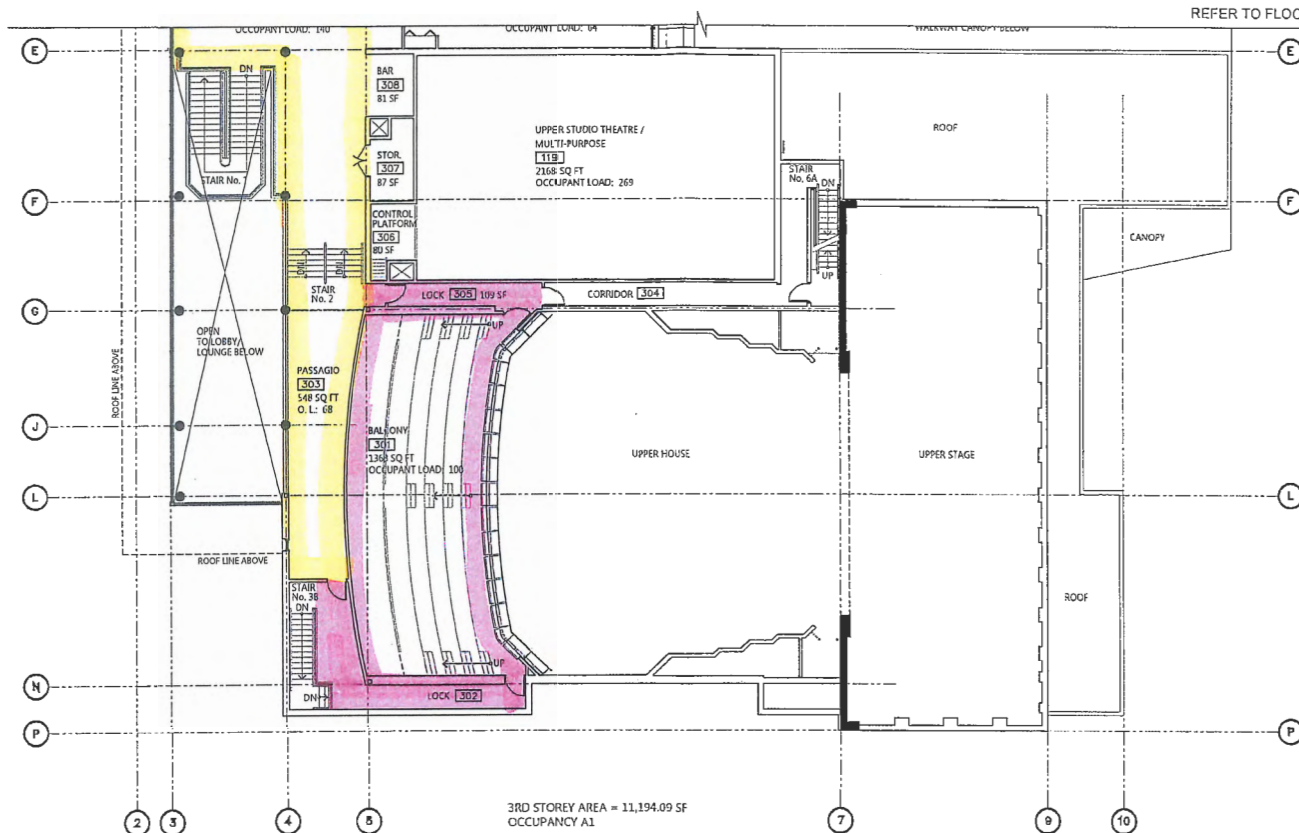 REFER TO FLOO
OCCUPANT LOAD: 140
OCCUPANT LOAD: 64
WALKWAY CANOPY BELOW
E
E
DN
BAR
308
81 SF
STOR.
307
87 SF
UPPER STUDIO THEATRE /
MULTI-PURPOSE
119
2168 SQ FT
OCCUPANT LOAD: 269
ROOF
STAIR
No. 6A
DN
UP
STAIR No.
F
F
CONTROL
PLATFORM
306
80 SF
CANOPY
DN
DN
STAIR
No. 2
LOCK 305 109 SF
CORRIDOR 304
G
G
OPEN
TO LOBBY/
LOUNGE BELOW
UP
ROOF LINE ABOVE
PASSAGIO
303
548 SQ FT
O. L.: 68
J
J
BALCONY
301
1368 SQ FT
OCCUPANT LOAD: 100
UPPER HOUSE
UPPER STAGE
L
L
ROOF LINE ABOVE
STAIR
No. 3B
DN
ROOF
UP
N
N
DN
LOCK 302
P
P
3RD STOREY AREA = 11,194.09 SF
OCCUPANCY A1
2
3
4
5
7
9
10